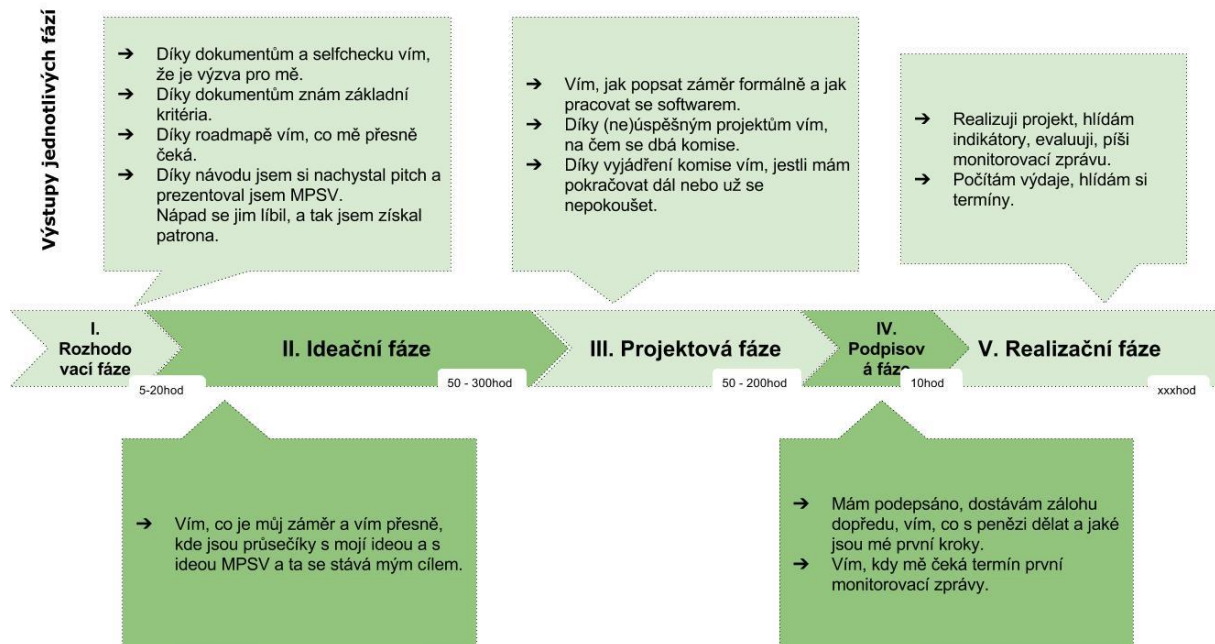 Výstupy jednotlivých fází
➔ Díky dokumentům a selfchecku vím,
že je výzva pro mě.
➔ Díky dokumentům znám základní
kritéria.
➔ Díky roadmapě vím, co mě přesně
čeká.
➔ Díky návodu jsem si nachystal pitch a
prezentoval jsem MPSV.
Nápad se jim líbil, a tak jsem získal
patrona.
➔ Vím, jak popsat záměr formálně a jak
pracovat se softwarem.
➔ Díky (ne)úspěšným projektům vím,
na čem se dbá komise.
➔ Díky vyjádření komise vím, jestli mám
pokračovat dál nebo už se
nepokoušet.
➔ Realizuji projekt, hlídám
indikátory, evaluuji, píši
monitorovací zprávu.
➔ Počítám výdaje, hlídám si
termíny.
I.
Rozhodo
vací fáze
5-20hod
II. Ideační fáze
50 - 300hod
III. Projektová fáze
50 - 200hod
IV.
Podpisov
á fáze
10hod
V. Realizační fáze
xxxhod
➔ Vím, co je můj záměr a vím přesně,
kde jsou průsečíky s mojí ideou a s
ideou MPSV a ta se stává mým cílem.
➔ Mám podepsáno, dostávám zálohu
dopředu, vím, co s penězi dělat a jaké
jsou mé první kroky.
➔ Vím, kdy mě čeká termín první
monitorovací zprávy.